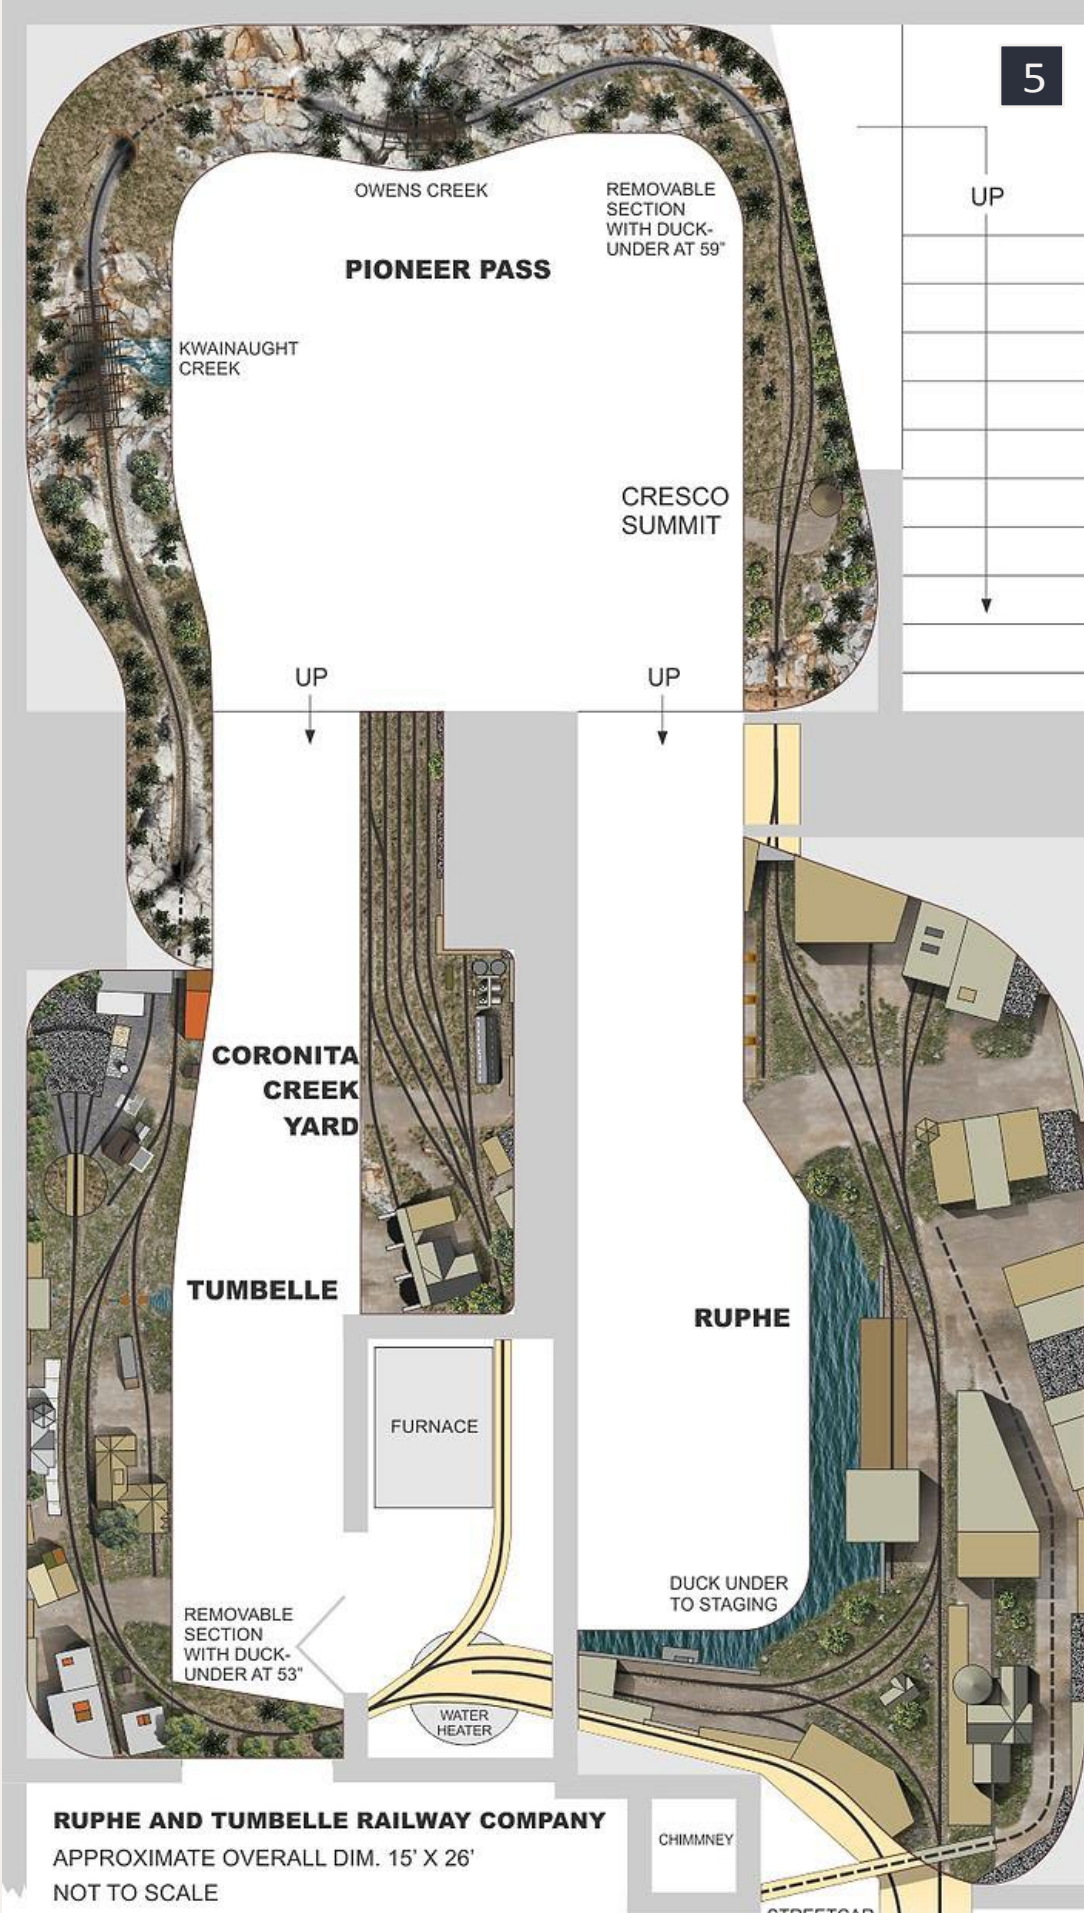 5
UP
OWENS CREEK
REMOVABLE
SECTION
WITH DUCK-
UNDER AT 59"
PIONEER PASS
KWAINAUGHT
CREEK
CRESCO
SUMMIT
UP
UP
CORONITA
CREEK
YARD
TUMBELLE
RUPHE
FURNACE
DUCK UNDER
TO STAGING
REMOVABLE
SECTION
WITH DUCK-
UNDER AT 53"
WATER
HEATER
RUPHE AND TUMBELLE RAILWAY COMPANY
APPROXIMATE OVERALL DIM. 15' X 26'
NOT TO SCALE
CHIMMNEY